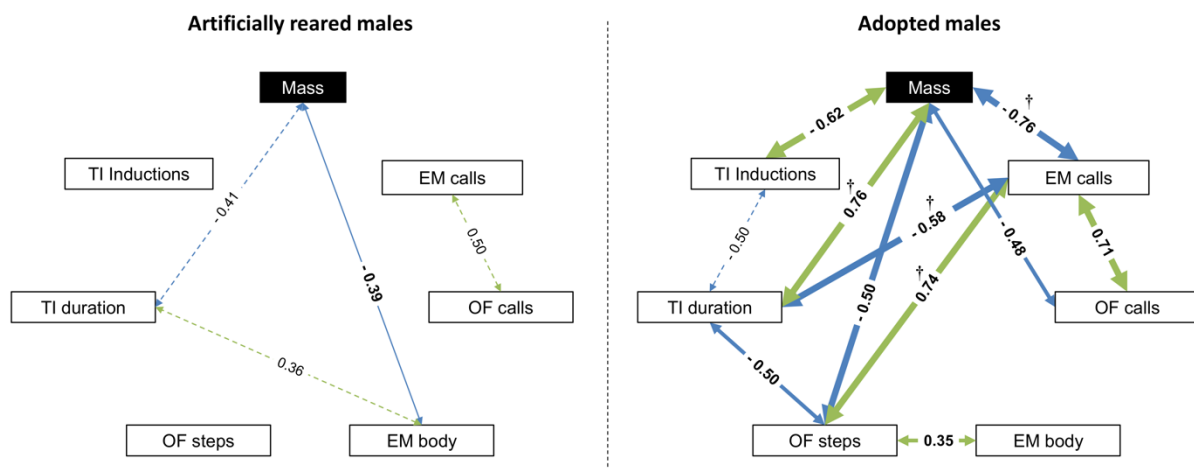 Artificially reared males
Mass
TI Inductions
EM calls
- 0.41
0.50
- 0.39
TI duration
OF calls
0.36
OF steps
EM body
Adopted males
Mass
- 0.62
†
- 0.76
TI Inductions
EM calls
†
0.76
†
- 0.58
- 0.50
0.71
- 0.48
†
0.74
TI duration
- 0.50
OF calls
- 0.50
OF steps
0.35
EM body